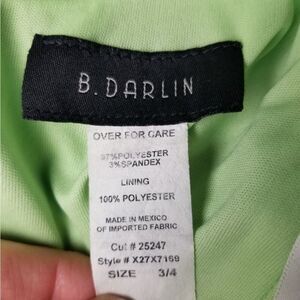 B.DARLIN
OVER FOR CARE
97%POLYESTER
3%SPANDEX
LINING
100% POLYESTER
MADE IN MEXICO
OF IMPORTED FABRIC
Cut # 25247
Style # X27X7169
SIZE 3/4